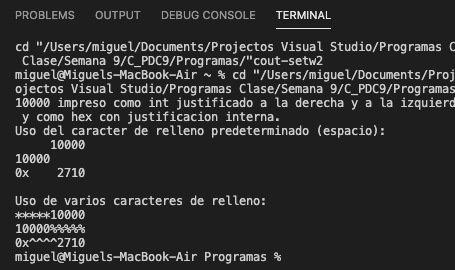 PROBLEMS OUTPUT DEBUG CONSOLE TERMINAL
cd "/Users/miguel/Documents/Projectos Visual Studio/Programas C
Clase/Semana 9/C_PDC9/Programas/"cout-setw2
miguel@Miguels-MacBook-Air ~ % cd "/Users/miguel/Documents/Proj
ojectos Visual Studio/Programas Clase/Semana 9/C_PDC9/Programas
10000 impreso como int justificado a la derecha y a la izquierd
y como hex con justificacion interna.
Uso del caracter de relleno predeterminado (espacio):
     10000
10000
0x    2710

Uso de varios caracteres de relleno:
*****10000
10000%%%%%
0x^^^^2710
miguel@Miguels-MacBook-Air Programas %